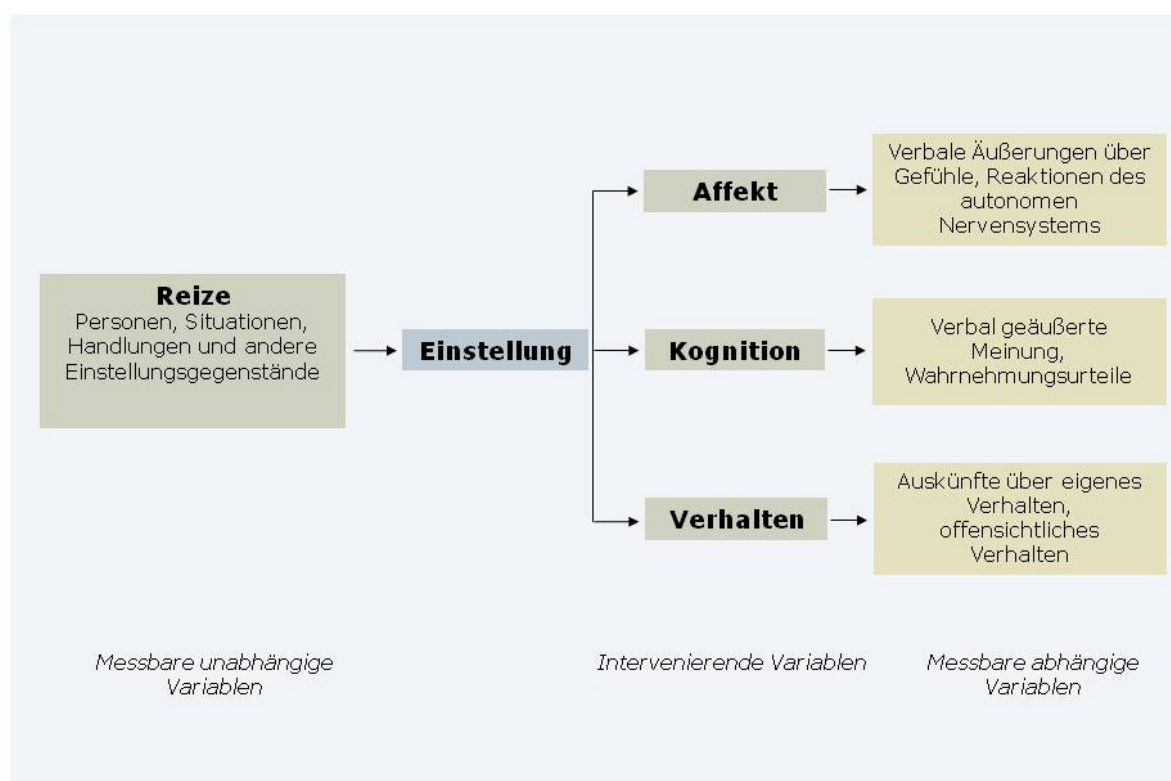 Reize
Personen, Situationen,
Handlungen und andere
Einstellungsgegenstände
Einstellung
Affekt
Kognition
Verhalten
Verbale Äußerungen über
Gefühle, Reaktionen des
autonomen
Nervensystems
Verbal geäußerte
Meinung,
Wahrnehmungsurteile
Auskünfte über eigenes
Verhalten,
offensichtliches
Verhalten
Messbare unabhängige
Variablen
Intervenierende Variablen
Messbare abhängige
Variablen